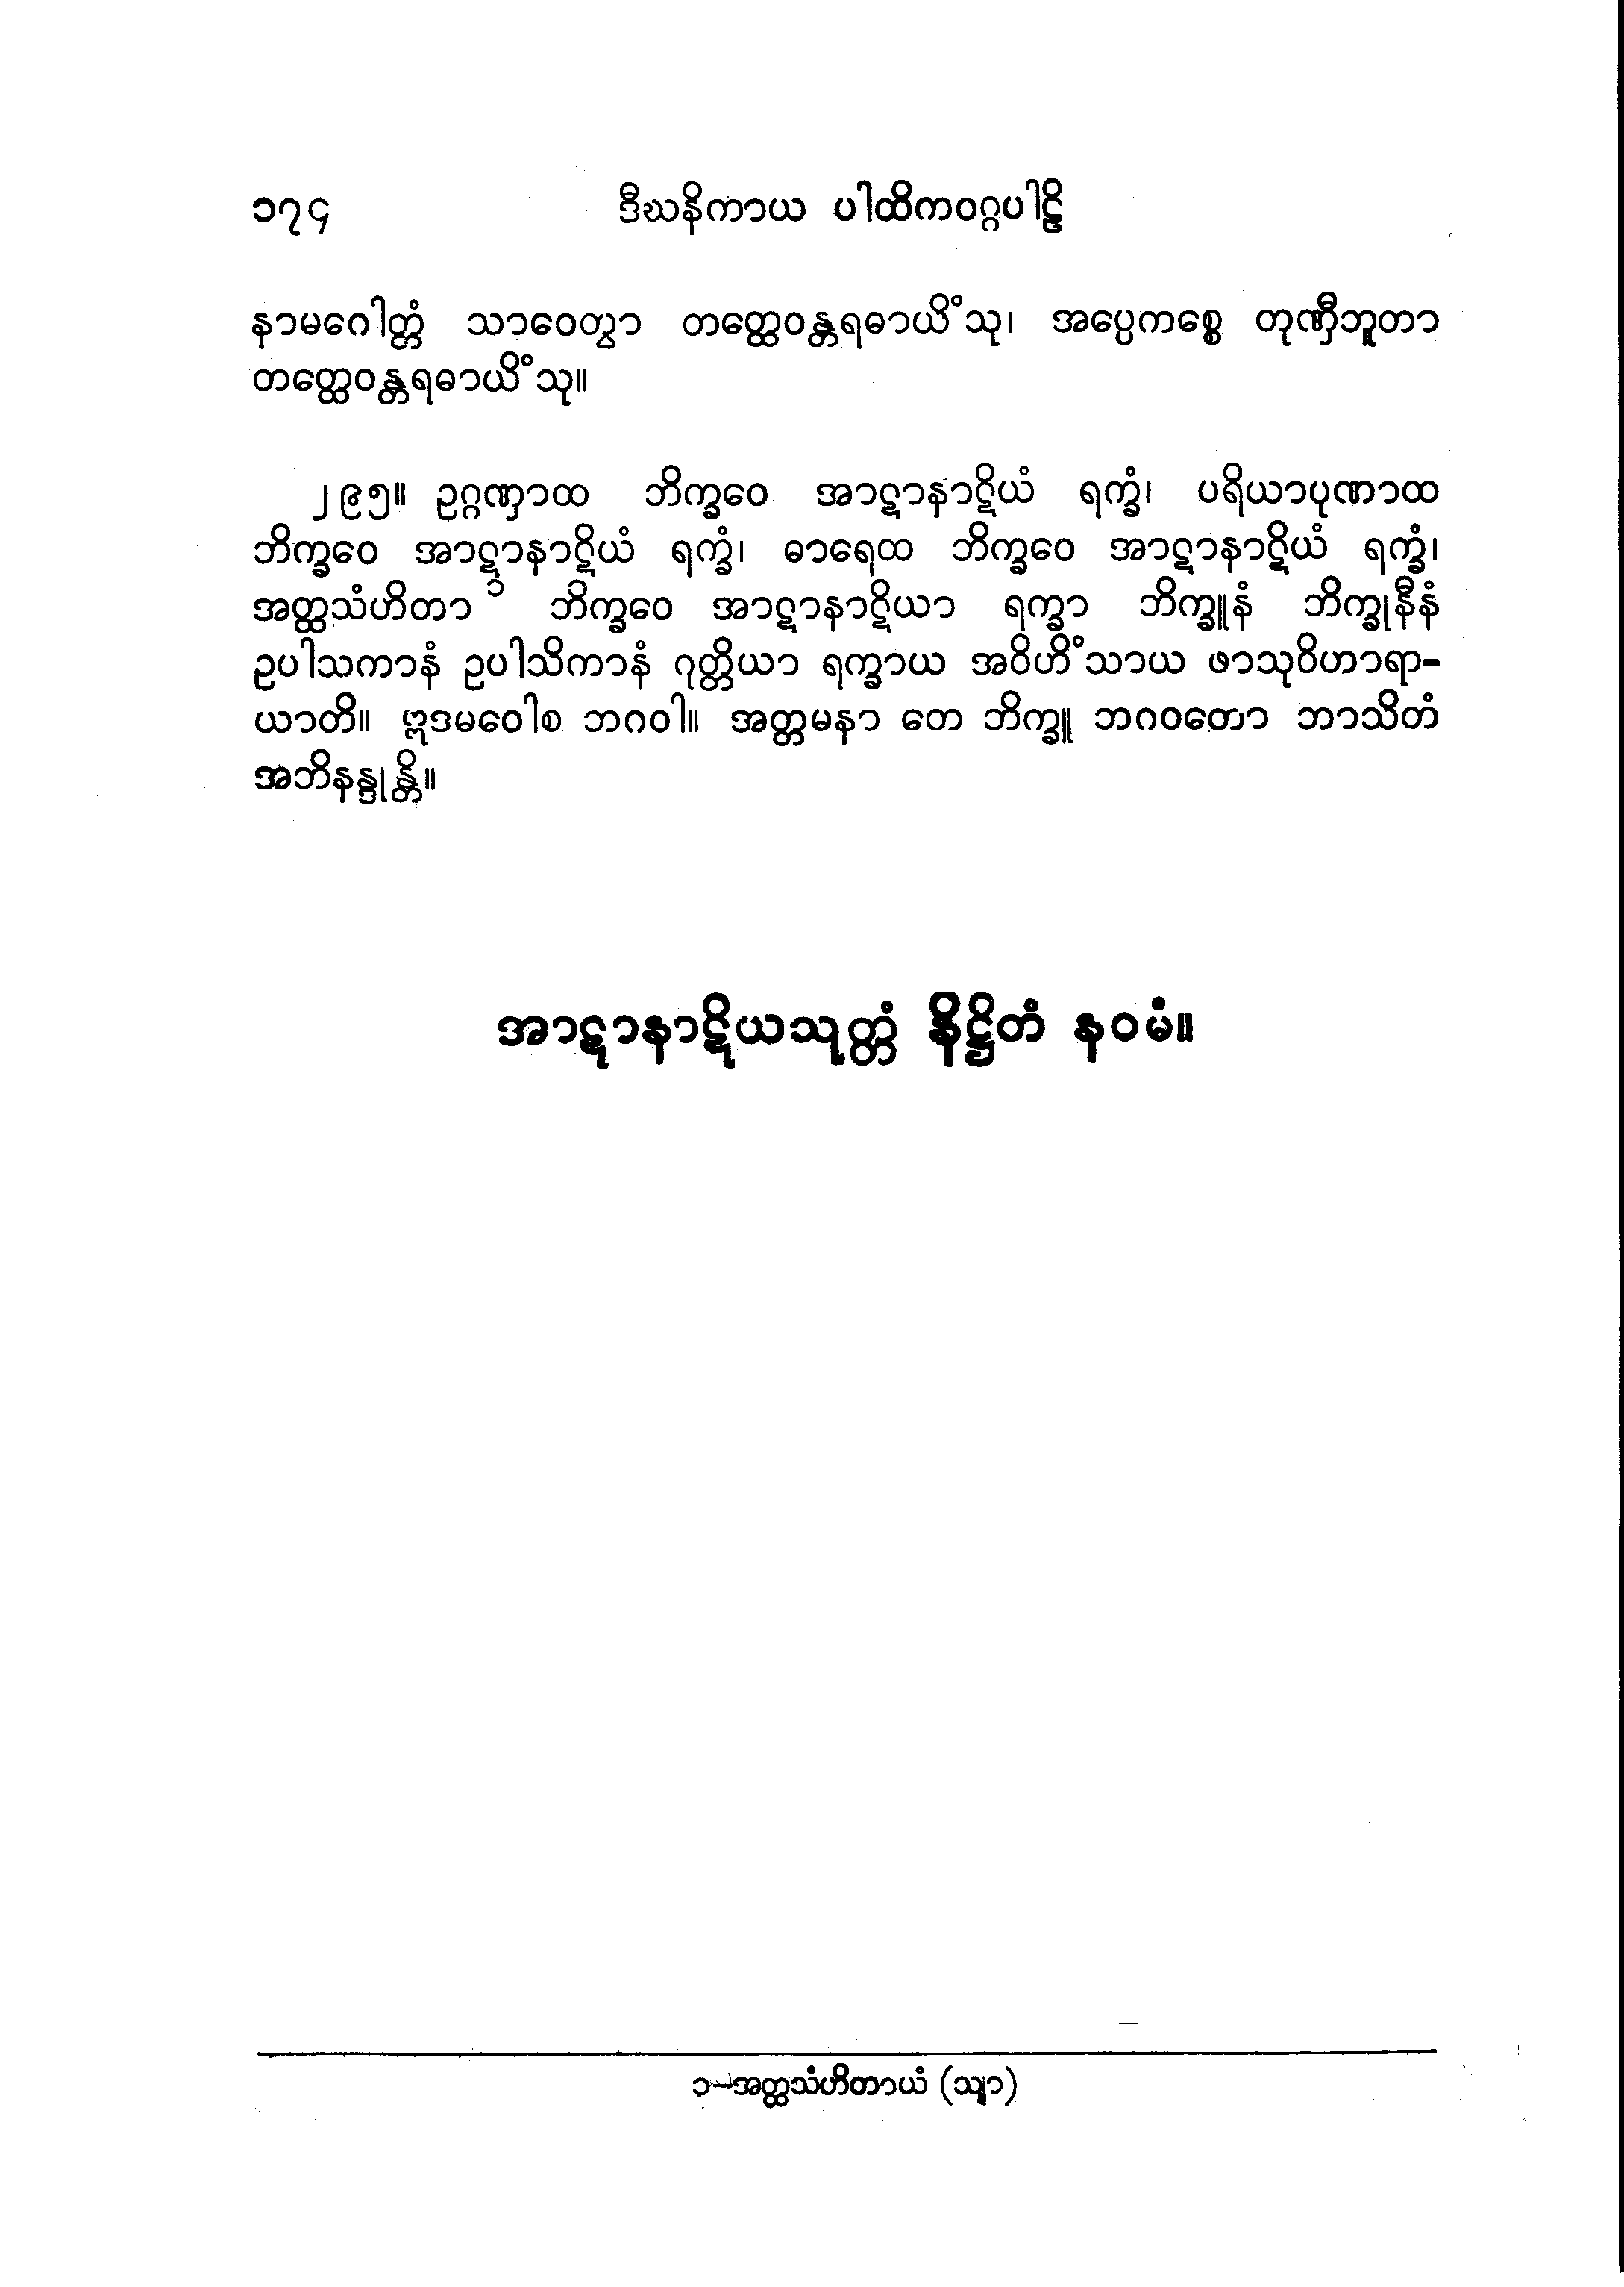 ၁၇၄ ဒီဃနိကာယ ပါထိကဝဂ္ဂပါဠိ
နာမဂေါတ္တံ သာဝေတွာ တတ္ထေဝန္တရဓာယိံသု၊ အပ္ပေကစ္စေ တုဏှီဘူတာ
တတ္ထေဝန္တရဓာယိံသု။
၂၉၅။ ဥဂ္ဂဏှာထ ဘိက္ခဝေ အာဋာနာဋိယံ ရက္ခံ၊ ပရိယာပုဏာထ
ဘိက္ခဝေ အာဋာနာဋိယံ ရက္ခံ၊ ဓာရေထ ဘိက္ခဝေ အာဋာနာဋိယံ ရက္ခံ၊
အတ္ထသံဟိတာ ၁ ဘိက္ခဝေ အာဋာနာဋိယာ ရက္ခာ ဘိက္ခူနံ ဘိက္ခုနီနံ
ဥပါသကာနံ ဥပါသိကာနံ ဂုတ္တိယာ ရက္ခာယ အဝိဟိံသာယ ဖာသုဝိဟာရာ-
ယာတိ။ ဣဒမဝေါစ ဘဂဝါ။ အတ္တမနာ တေ ဘိက္ခူ ဘဂဝတော ဘာသိတံ
အဘိနန္ဒုန္တိ။
အာဋာနာဋိယသုတ္တံ နိဋ္ဌိတံ နဝမံ။
၁-အတ္ထသံဟိတာယံ (သျာ)